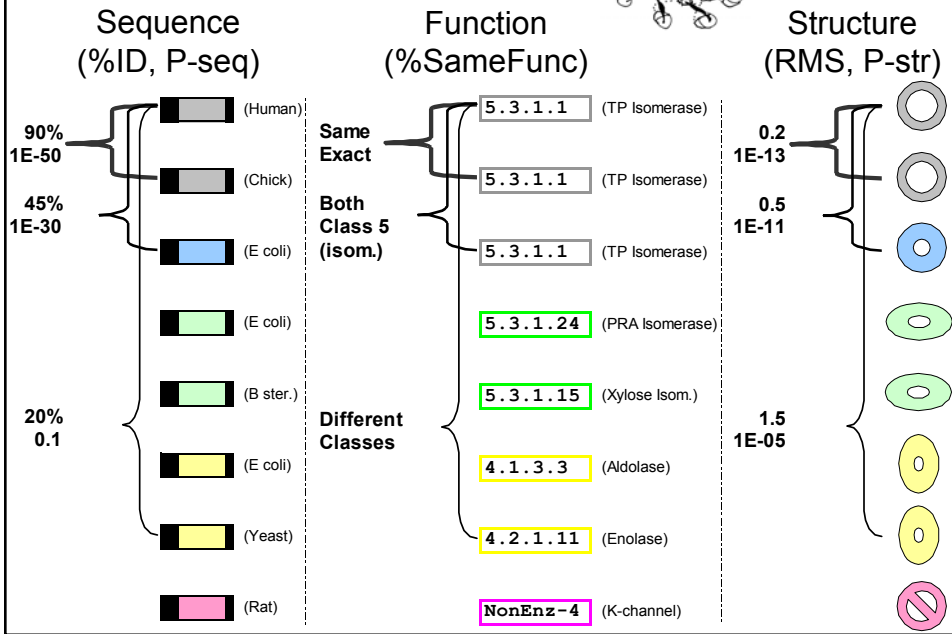 Sequence
(%ID, P-seq)
90%
1E-50
45%
1E-30
20%
0.1
(Human)
(Chick)
(E coli)
(E coli)
(B ster.)
(E coli)
(Yeast)
(Rat)
Function
(%SameFunc)
Same
Exact
Both
Class 5
(isom.)
Different
Classes
5.3.1.1 (TP Isomerase)
5.3.1.1 (TP Isomerase)
5.3.1.1 (TP Isomerase)
5.3.1.24 (PRA Isomerase)
5.3.1.15 (Xylose Isom.)
4.1.3.3 (Aldolase)
4.2.1.11 (Enolase)
NonEnz-4 (K-channel)
Structure
(RMS, P-str)
0.2
1E-13
0.5
1E-11
1.5
1E-05